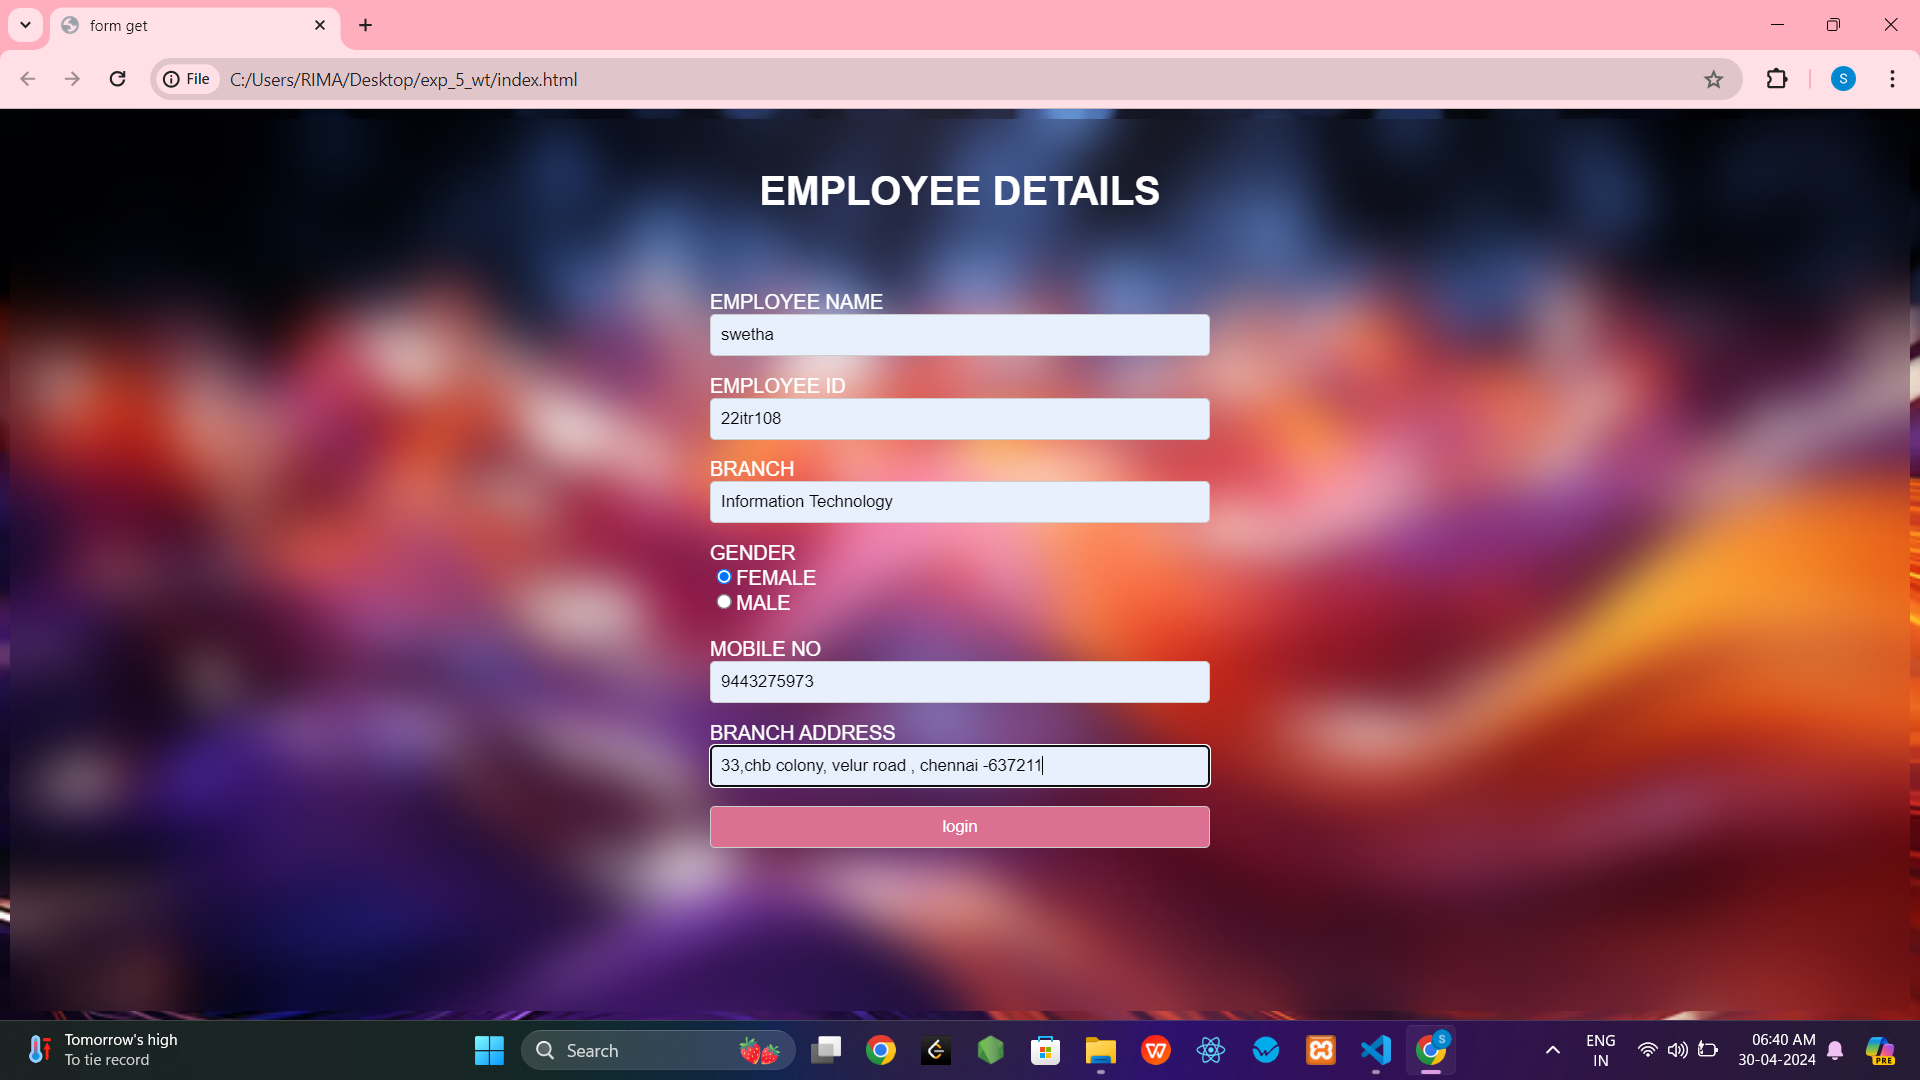 form get
File
C:/Users/RIMA/Desktop/exp_5_wt/index.html
S
EMPLOYEE DETAILS
EMPLOYEE NAME
swetha
EMPLOYEE ID
22itr108
BRANCH
Information Technology
GENDER
FEMALE
MALE
MOBILE NO
9443275973
BRANCH ADDRESS
33,chb colony, velur road , chennai -637211
login
Tomorrow's high
To tie record
Search
S
ENG
IN
06:40 AM
30-04-2024
PRE